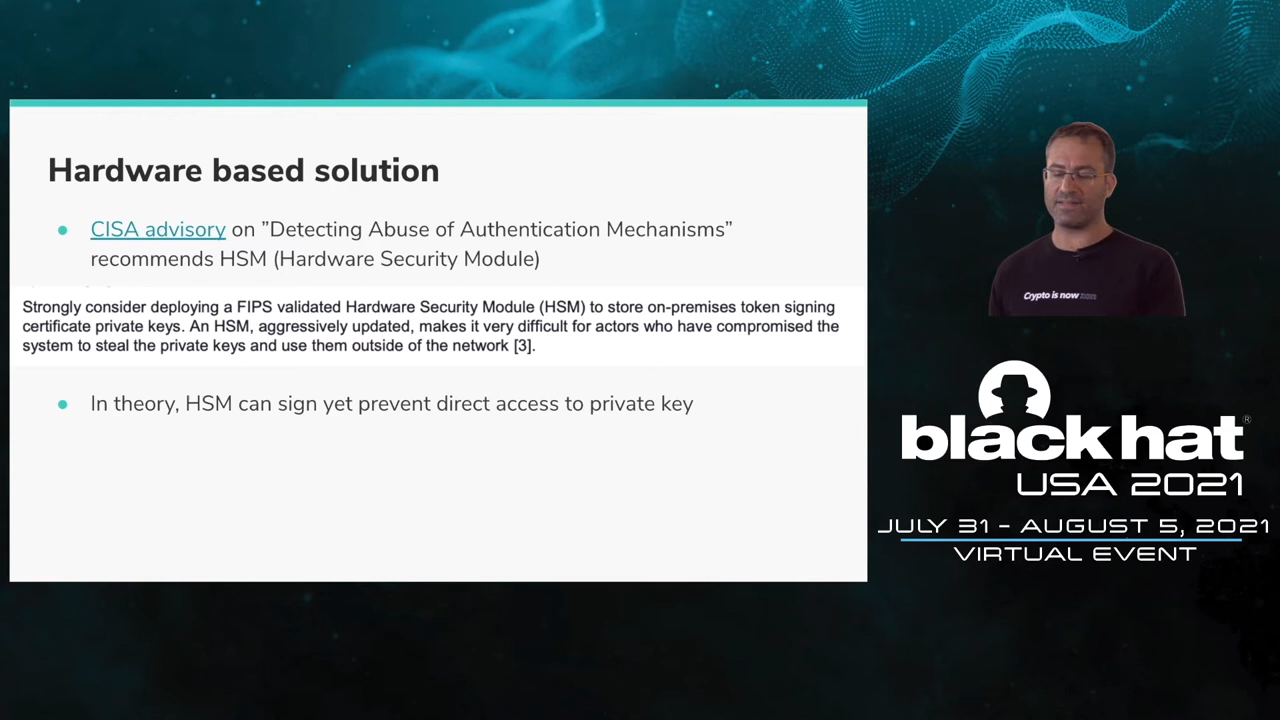 Hardware based solution
CISA advisory on ”Detecting Abuse of Authentication Mechanisms”
recommends HSM (Hardware Security Module)
Strongly consider deploying a FIPS validated Hardware Security Module (HSM) to store on-premises token signing
certificate private keys. An HSM, aggressively updated, makes it very difficult for actors who have compromised the
system to steal the private keys and use them outside of the network [3].
In theory, HSM can sign yet prevent direct access to private key
Crypto is now
black hat®
USA 2021
JULY 31 - AUGUST 5, 2021
VIRTUAL EVENT